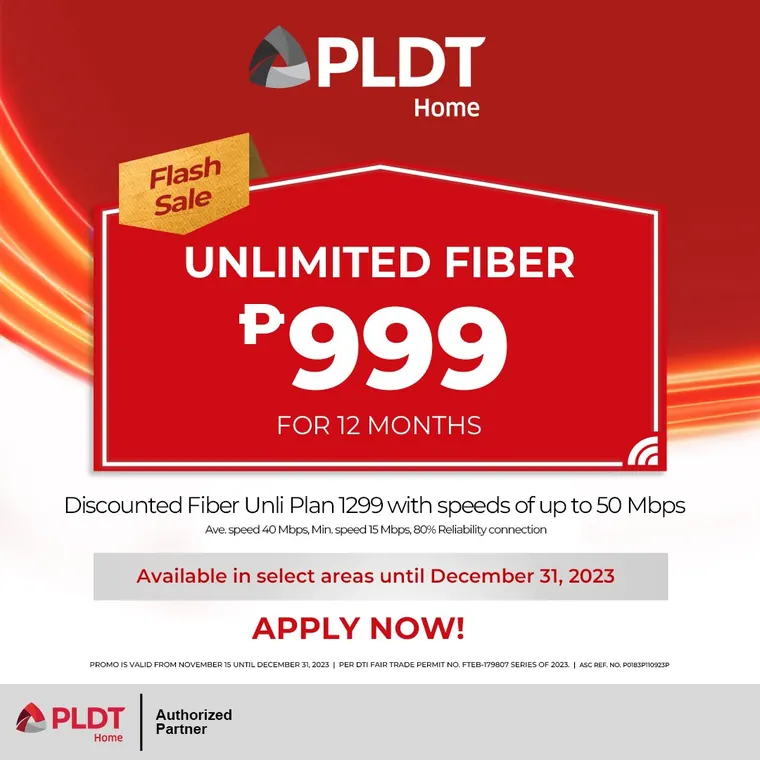 PLDT
Home
Flash
Sale
UNLIMITED FIBER
₱999
FOR 12 MONTHS
Discounted Fiber Unli Plan 1299 with speeds of up to 50 Mbps
Ave. speed 40 Mbps, Min. speed 15 Mbps, 80% Reliability connection
Available in select areas until December 31, 2023
APPLY NOW!
PROMO IS VALID FROM NOVEMBER 15 UNTIL DECEMBER 31, 2023 | PER DTI FAIR TRADE PERMIT NO. FTEB-179807 SERIES OF 2023. | ASC REF. NO. P0183P110923P
PLDT
Home
Authorized
Partner